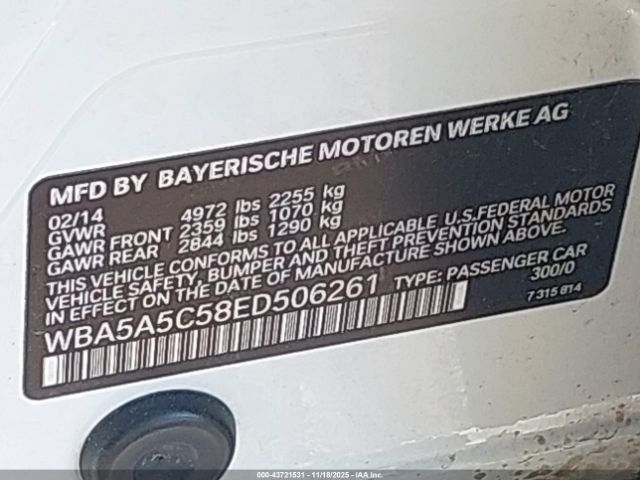 MFD BY BAYERISCHE MOTOREN WERKE AG
02/14
GVWR 4972 lbs 2255 kg
GAWR FRONT 2359 lbs 1070 kg
GAWR REAR 2844 lbs 1290 kg
THIS VEHICLE CONFORMS TO ALL APPLICABLE U.S.FEDERAL MOTOR
VEHICLE SAFETY, BUMPER AND THEFT PREVENTION STANDARDS
IN EFFECT ON THE DATE OF MANUFACTURE SHOWN ABOVE.
WBA5A5C58ED506261 TYPE: PASSENGER CAR
300/0
7 315 814
000-43721531 - 11/18/2025 - IAA Inc.